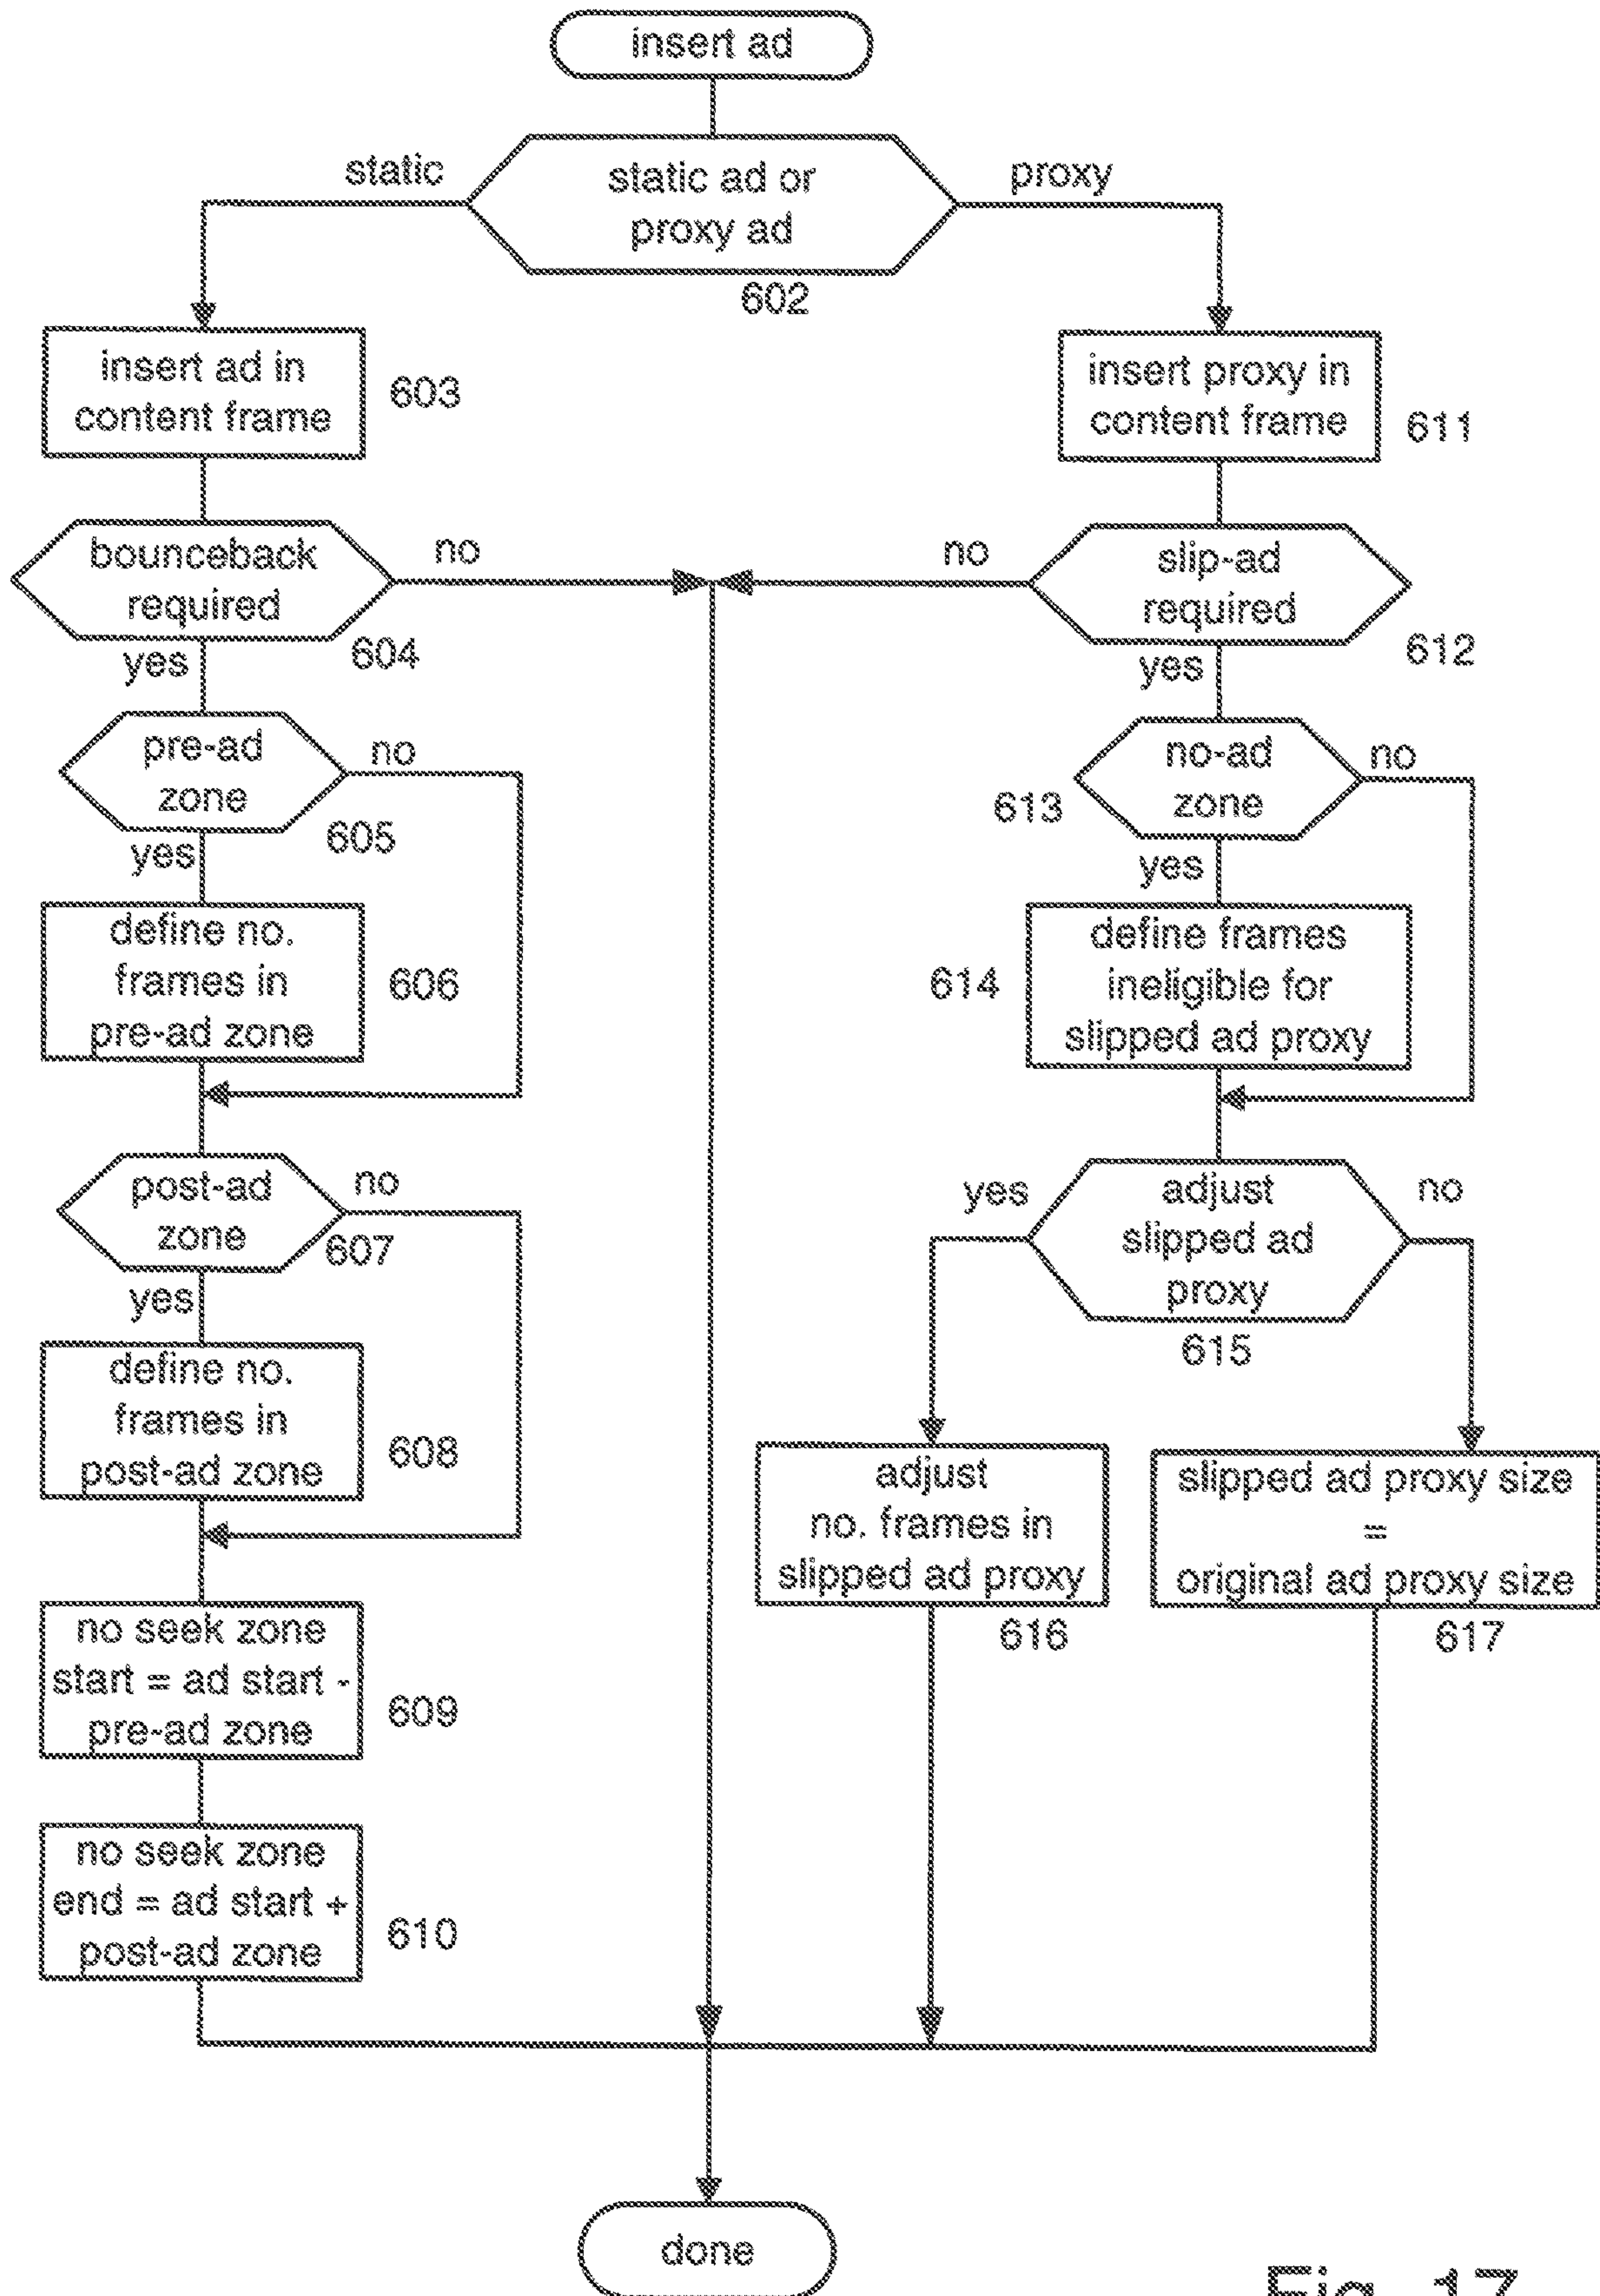 insert ad
static
static ad or
proxy ad
proxy
602
insert ad in
content frame
603
insert proxy in
content frame
611
bounceback
required
no
604
yes
no
slip-ad
required
612
yes
pre-ad
zone
no
605
yes
no-ad
zone
no
613
yes
define no.
frames in
pre-ad zone
606
define frames
ineligible for
slipped ad proxy
614
post-ad
zone
no
607
yes
yes
adjust
slipped ad
proxy
no
615
define no.
frames in
post-ad zone
608
adjust
no. frames in
slipped ad proxy
616
slipped ad proxy size
=
original ad proxy size
617
no seek zone
start = ad start -
pre-ad zone
609
no seek zone
end = ad start +
post-ad zone
610
done
Fig. 17